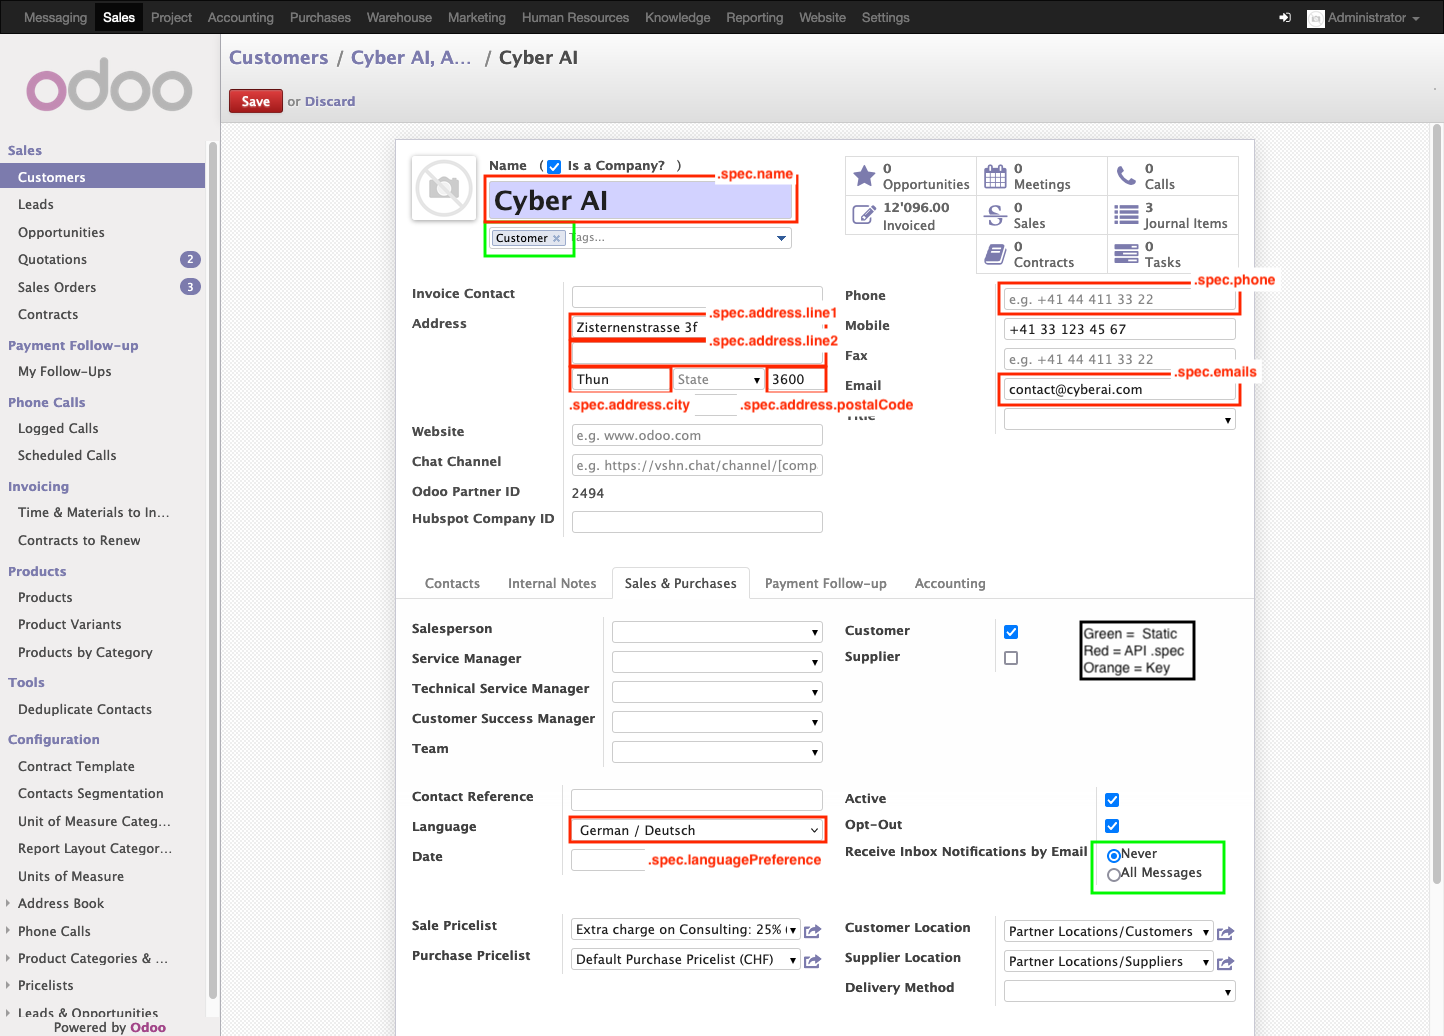 Messaging Sales Project Accounting Purchases Warehouse Marketing Human Resources Knowledge Reporting Website Settings Administrator
odoo
Sales
Customers
Leads
Opportunities
Quotations 2
Sales Orders 3
Contracts
Payment Follow-up
My Follow-Ups
Phone Calls
Logged Calls
Scheduled Calls
Invoicing
Time & Materials to In...
Contracts to Renew
Products
Products
Product Variants
Products by Category
Tools
Deduplicate Contacts
Configuration
Contract Template
Contacts Segmentation
Unit of Measure Categ...
Report Layout Categor...
Units of Measure
Address Book
Phone Calls
Product Categories & ...
Pricelists
Leads & Opportunities
Powered by Odoo
Customers / Cyber AI, A... / Cyber AI
Save or Discard
Name ( Is a Company? )
.spec.name
Cyber AI
Customer × Tags...
0 Opportunities
0 Meetings
0 Calls
12'096.00 Invoiced
0 Sales
3 Journal Items
0 Contracts
0 Tasks
Invoice Contact
Address
.spec.address.line1
Zisternenstrasse 3f
.spec.address.line2
Thun State 3600
.spec.address.city .spec.address.postalCode
Website e.g. www.odoo.com
Chat Channel e.g. https://vshn.chat/channel/[comp
Odoo Partner ID 2494
Hubspot Company ID
.spec.phone
Phone e.g. +41 44 411 33 22
Mobile +41 33 123 45 67
Fax e.g. +41 44 411 33 22
.spec.emails
Email contact@cyberai.com
Title
Contacts Internal Notes Sales & Purchases Payment Follow-up Accounting
Salesperson
Service Manager
Technical Service Manager
Customer Success Manager
Team
Customer
Supplier
Green = Static
Red = API .spec
Orange = Key
Contact Reference
Language German / Deutsch
Date .spec.languagePreference
Active
Opt-Out
Receive Inbox Notifications by Email Never
All Messages
Sale Pricelist Extra charge on Consulting: 25% (
Purchase Pricelist Default Purchase Pricelist (CHF)
Customer Location Partner Locations/Customers
Supplier Location Partner Locations/Suppliers
Delivery Method